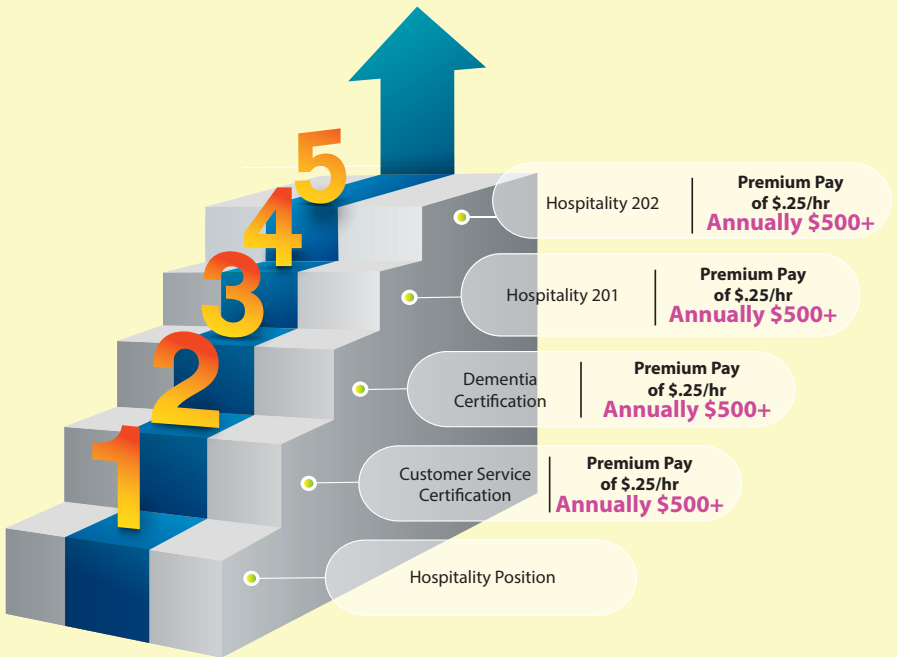 5
Hospitality 202
Premium Pay
of $.25/hr
Annually $500+
4
Hospitality 201
Premium Pay
of $.25/hr
Annually $500+
3
Dementia
Certification
Premium Pay
of $.25/hr
Annually $500+
2
Customer Service
Certification
Premium Pay
of $.25/hr
Annually $500+
1
Hospitality Position